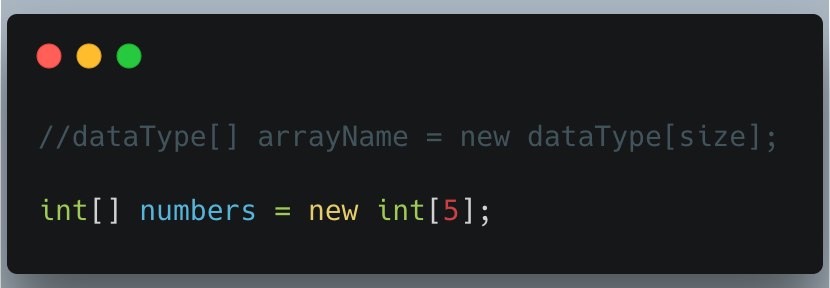 //dataType[] arrayName = new dataType[size];
int[] numbers = new int[5];